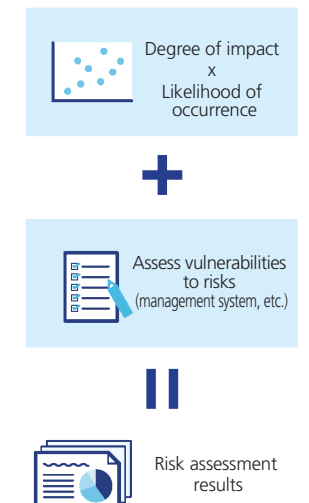 Degree of impact
x
Likelihood of
occurrence
+
Assess vulnerabilities
to risks
(management system, etc.)
Risk assessment
results